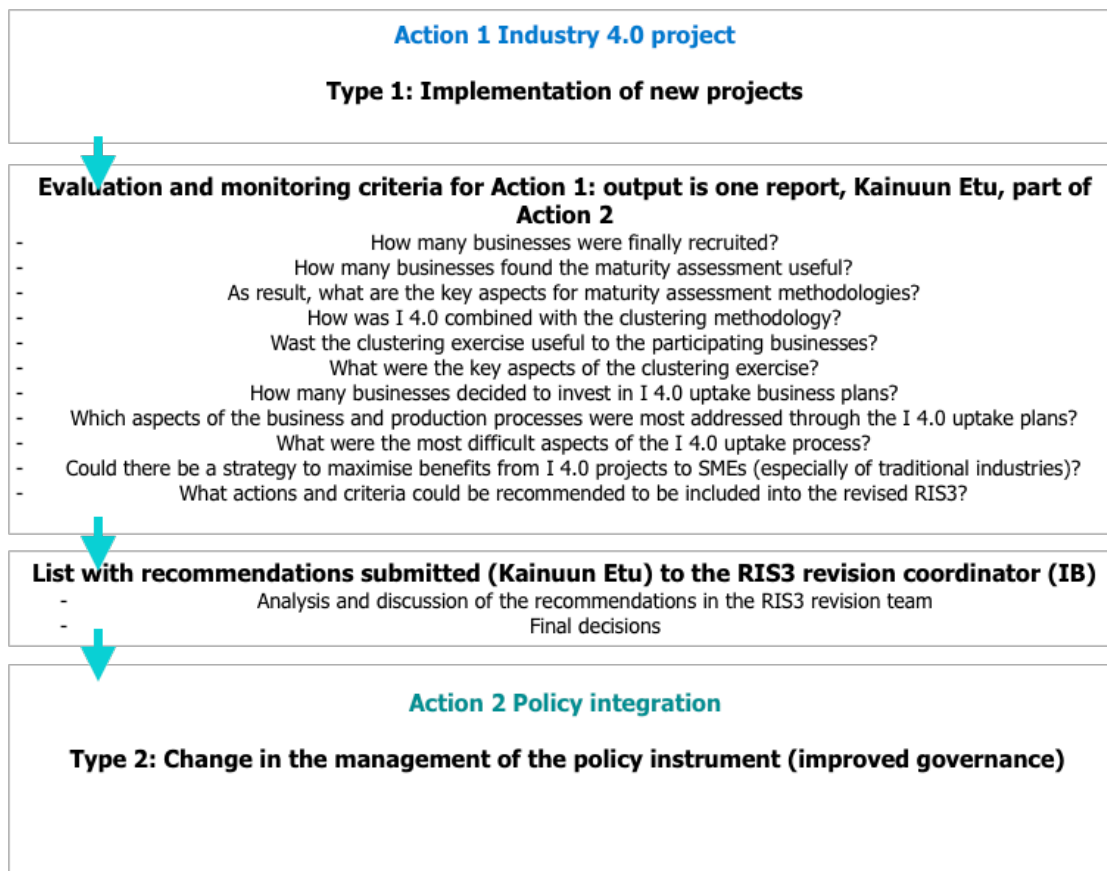 Action 1 Industry 4.0 project
Type 1: Implementation of new projects
Evaluation and monitoring criteria for Action 1: output is one report, Kainuun Etu, part of
Action 2
- How many businesses were finally recruited?
- How many businesses found the maturity assessment useful?
- As result, what are the key aspects for maturity assessment methodologies?
- How was I 4.0 combined with the clustering methodology?
- Wast the clustering exercise useful to the participating businesses?
- What were the key aspects of the clustering exercise?
- How many businesses decided to invest in I 4.0 uptake business plans?
- Which aspects of the business and production processes were most addressed through the I 4.0 uptake plans?
- What were the most difficult aspects of the I 4.0 uptake process?
- Could there be a strategy to maximise benefits from I 4.0 projects to SMEs (especially of traditional industries)?
- What actions and criteria could be recommended to be included into the revised RIS3?
List with recommendations submitted (Kainuun Etu) to the RIS3 revision coordinator (IB)
- Analysis and discussion of the recommendations in the RIS3 revision team
- Final decisions
Action 2 Policy integration
Type 2: Change in the management of the policy instrument (improved governance)